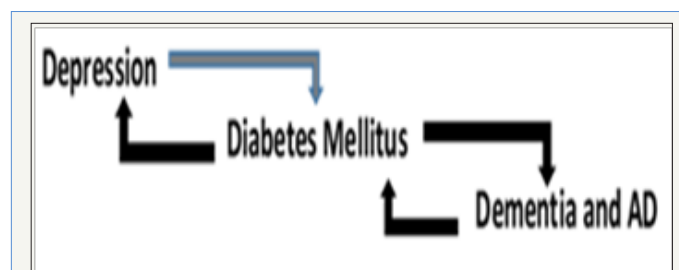 Depression
Diabetes Mellitus
Dementia and AD